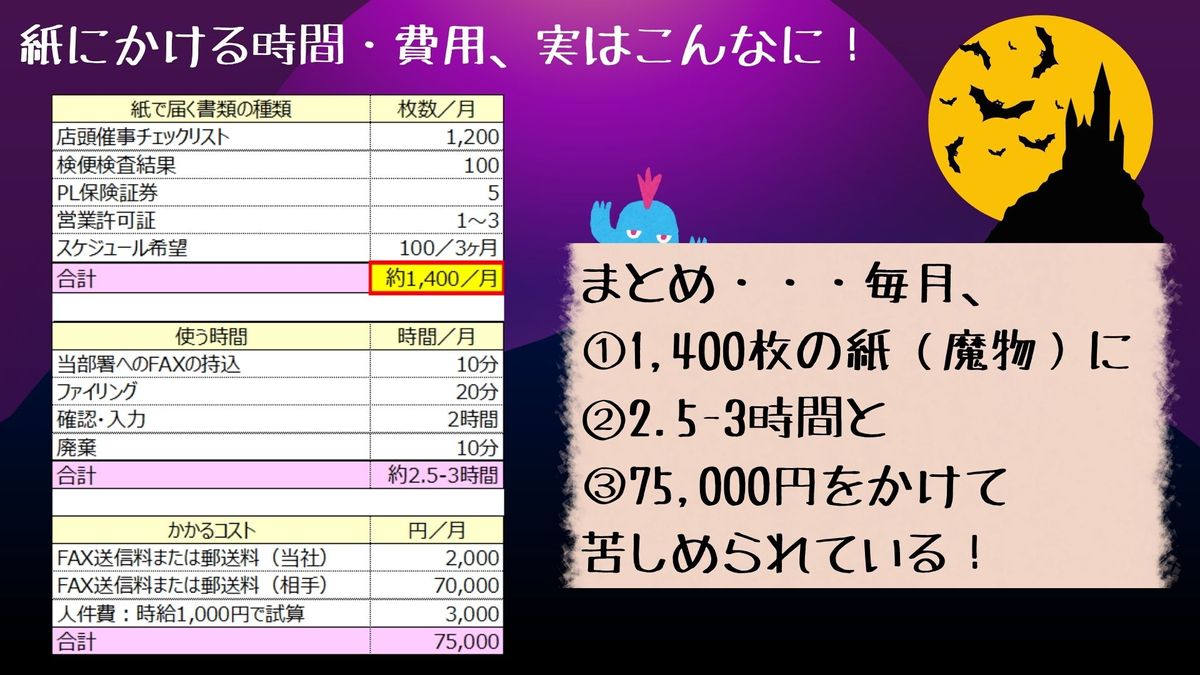 紙にかける時間・費用、実はこんなに！
紙で届く書類の種類 枚数／月
店頭催事チェックリスト 1,200
検便検査結果 100
PL保険証券 5
営業許可証 1～3
スケジュール希望 100／3ヶ月
合計 約1,400／月
使う時間 時間／月
当部署へのFAXの持込 10分
ファイリング 20分
確認・入力 2時間
廃棄 10分
合計 約2.5-3時間
かかるコスト 円／月
FAX送信料または郵送料（当社） 2,000
FAX送信料または郵送料（相手） 70,000
人件費：時給1,000円で試算 3,000
合計 75,000
まとめ・・・毎月、
①1,400枚の紙（魔物）に
②2.5-3時間と
③75,000円をかけて
苦しめられている！